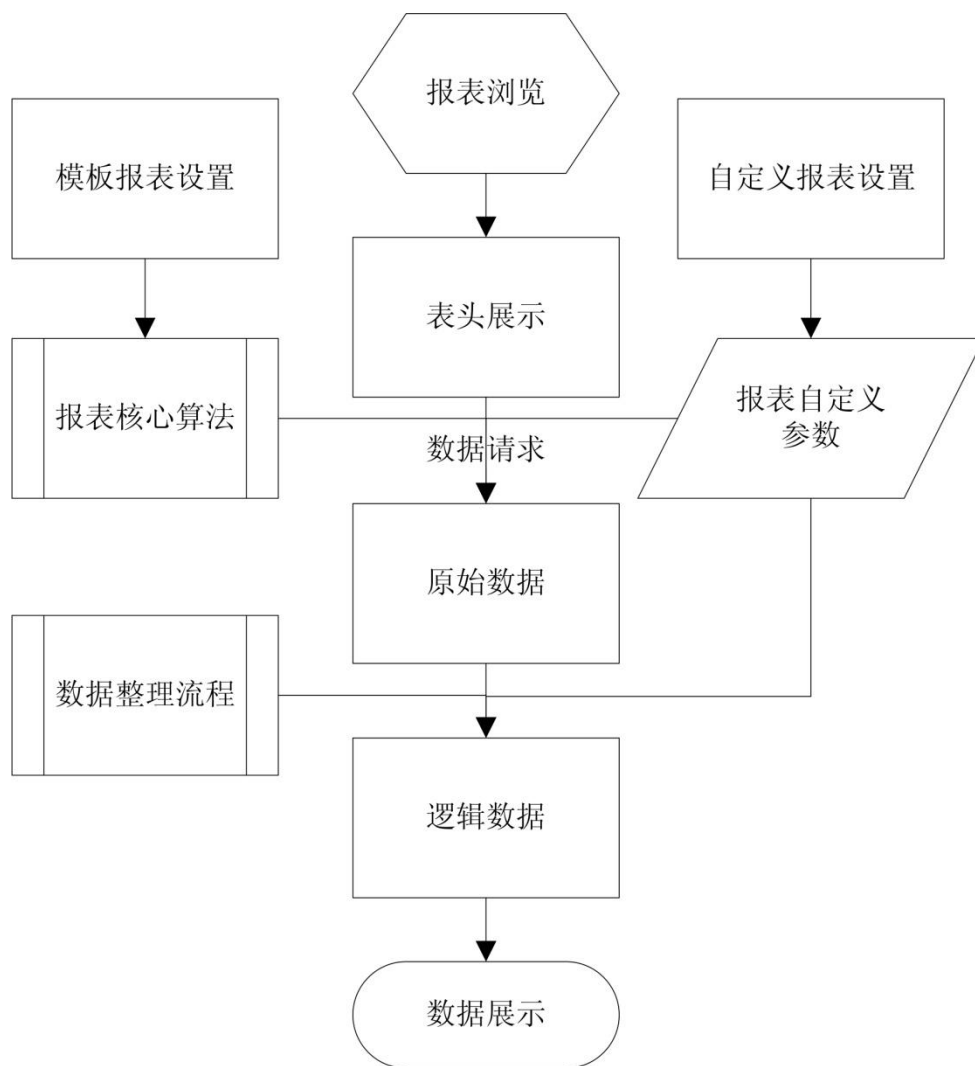 报表浏览
模板报表设置
自定义报表设置
表头展示
报表核心算法
报表自定义
参数
数据请求
原始数据
数据整理流程
逻辑数据
数据展示